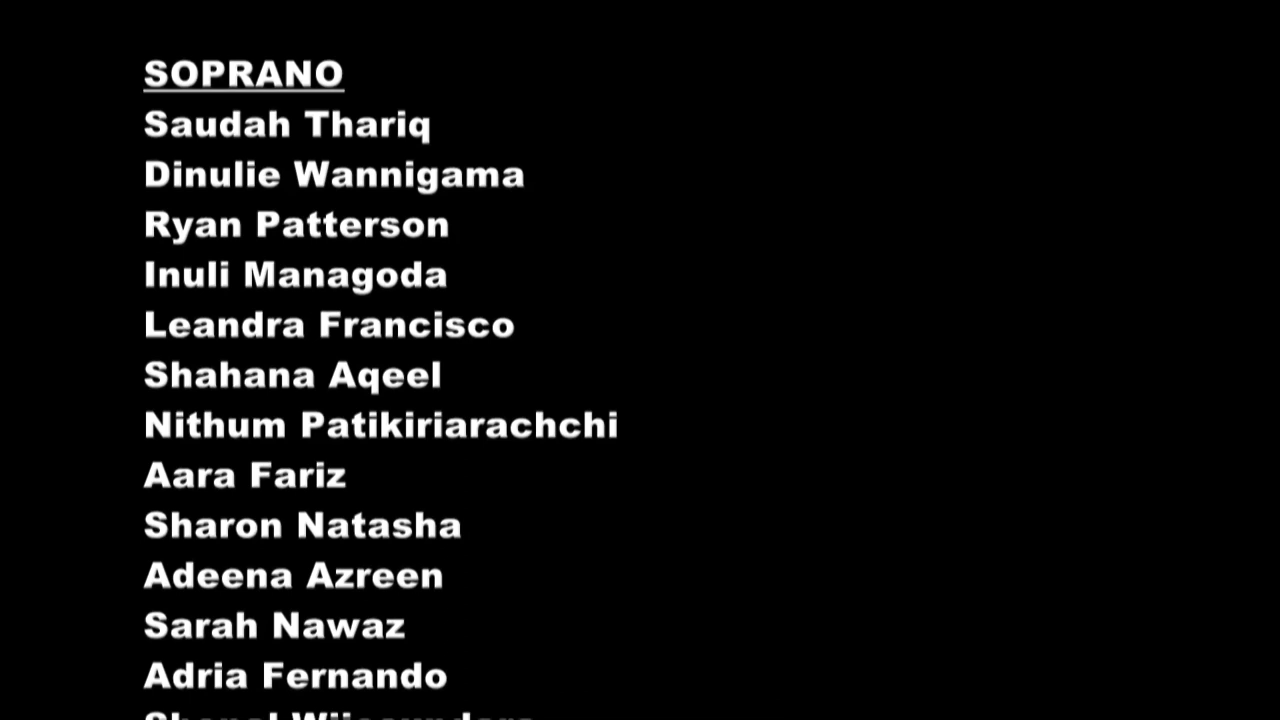 SOPRANO
Saudah Thariq
Dinulie Wannigama
Ryan Patterson
Inuli Managoda
Leandra Francisco
Shahana Aqeel
Nithum Patikiriarachchi
Aara Fariz
Sharon Natasha
Adeena Azreen
Sarah Nawaz
Adria Fernando